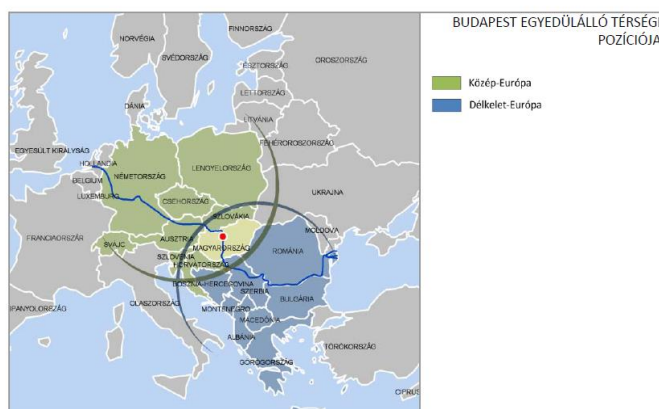 BUDAPEST EGYEDÜLÁLLÓ TÉRSÉGI
POZÍCIÓJA
Közép-Európa
Délkelet-Európa
FINNORSZÁG
NORVÉGIA
SVÉDORSZÁG
OROSZORSZÁG
ÉSZTORSZÁG
LETTORSZÁG
DÁNIA
LITVÁNIA
FEHÉROROSZORSZÁG
EGYESÜLT KIRÁLYSÁG
HOLLANDIA
LENGYELORSZÁG
NÉMETORSZÁG
BELGIUM
LUXEMBURG
UKRAJNA
CSEHORSZÁG
SZLOVÁKIA
MOLDOVA
FRANCIAORSZÁG
AUSZTRIA
SVÁJC
MAGYARORSZÁG
ROMÁNIA
SZLOVÉNIA
HORVÁTORSZÁG
BOSZNIA-HERCEGOVINA
SZERBIA
OLASZORSZÁG
MONTENEGRO
BULGÁRIA
MACEDÓNIA
ALBÁNIA
TÖRÖKORSZÁG
GÖRÖGORSZÁG
CIPRUS